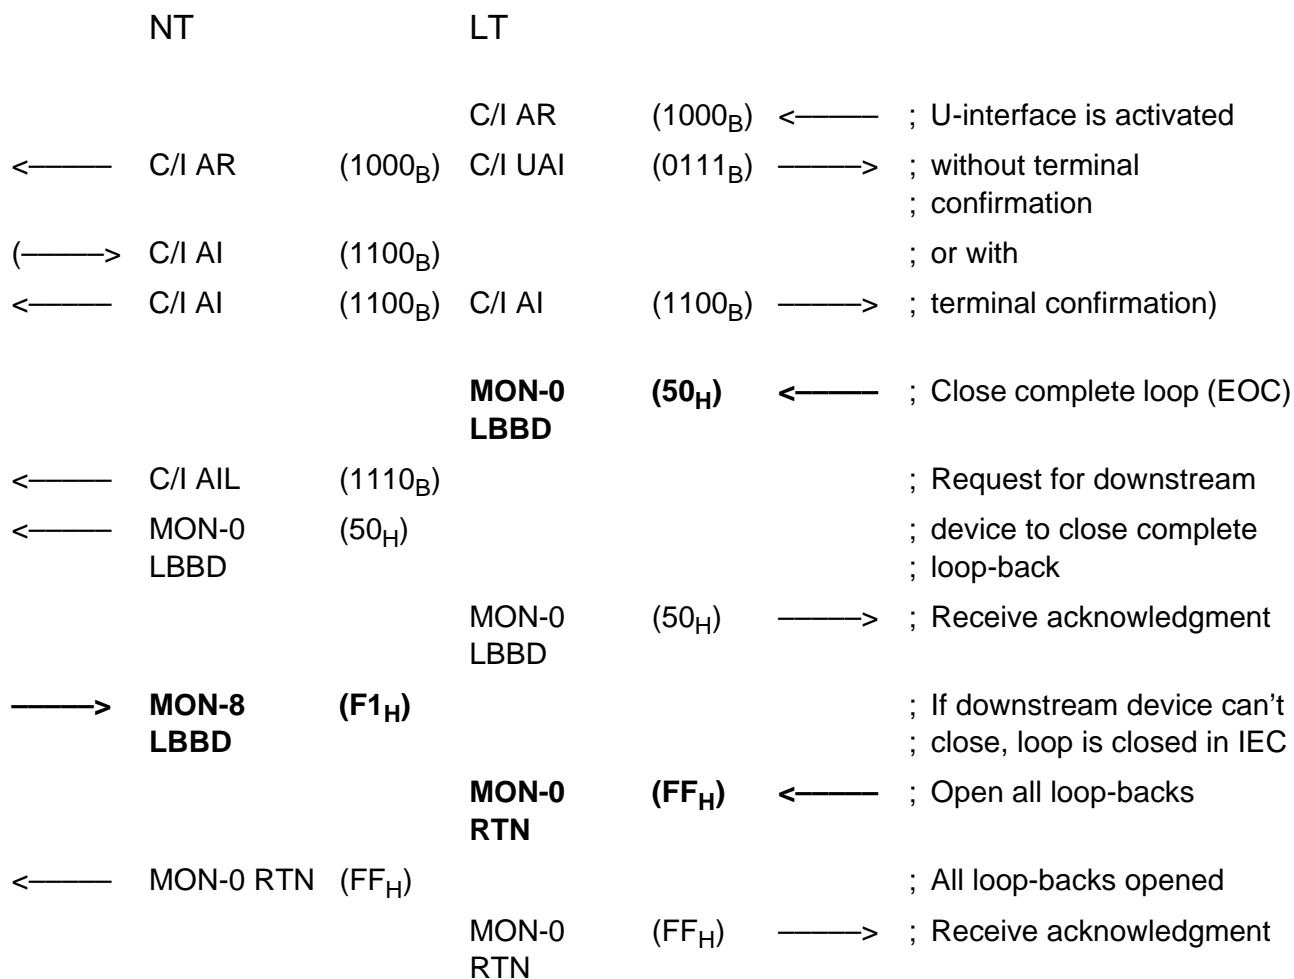 NT LT
C/I AR (1000B) <––––– ; U-interface is activated
<––––– C/I AR (1000B) C/I UAI (0111B) –––––> ; without terminal
; confirmation
(–––––> C/I AI (1100B) ; or with
<––––– C/I AI (1100B) C/I AI (1100B) –––––> ; terminal confirmation)
MON-0 (50H) <––––– ; Close complete loop (EOC)
LBBD
<––––– C/I AIL (1110B) ; Request for downstream
<––––– MON-0 (50H) ; device to close complete
LBBD ; loop-back
MON-0 (50H) –––––> ; Receive acknowledgment
LBBD
–––––> MON-8 (F1H) ; If downstream device can’t
LBBD ; close, loop is closed in IEC
MON-0 (FFH) <––––– ; Open all loop-backs
RTN
<––––– MON-0 RTN (FFH) ; All loop-backs opened
MON-0 (FFH) –––––> ; Receive acknowledgment
RTN